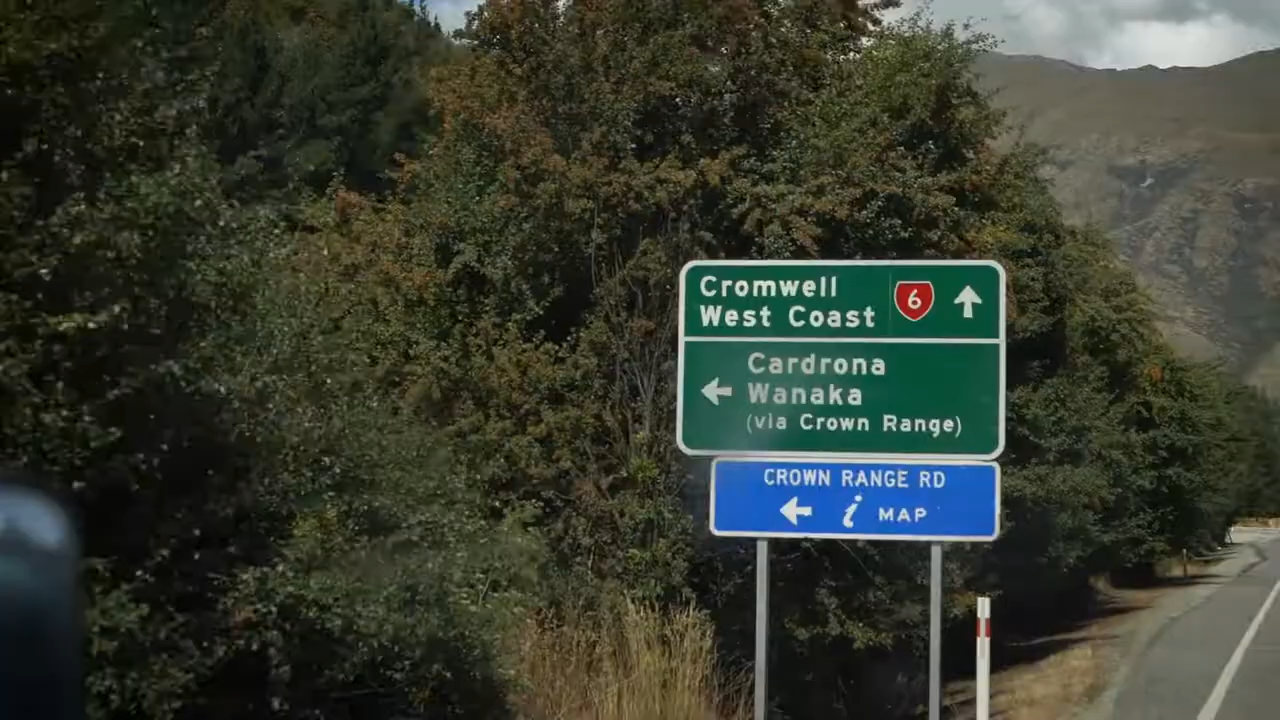 Cromwell
West Coast
6
Cardrona
Wanaka
(via Crown Range)
CROWN RANGE RD
i MAP